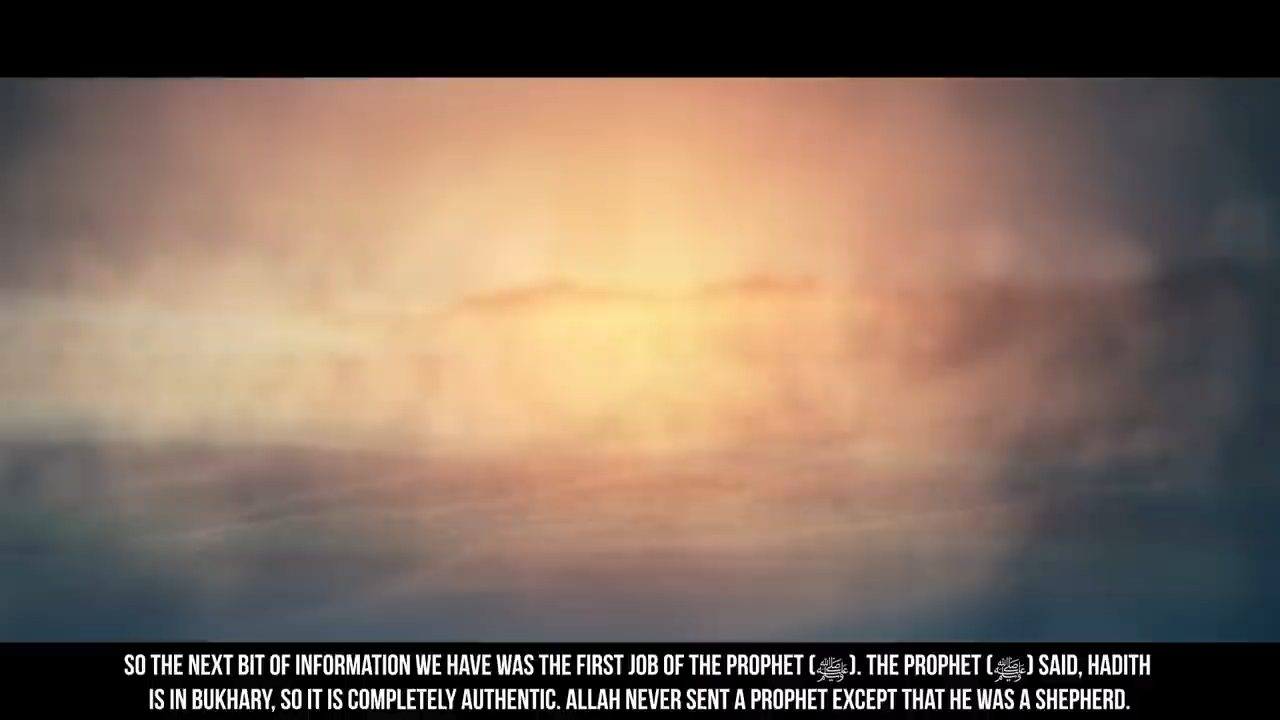 SO THE NEXT BIT OF INFORMATION WE HAVE WAS THE FIRST JOB OF THE PROPHET (ﷺ). THE PROPHET (ﷺ) SAID, HADITH
IS IN BUKHARY, SO IT IS COMPLETELY AUTHENTIC. ALLAH NEVER SENT A PROPHET EXCEPT THAT HE WAS A SHEPHERD.